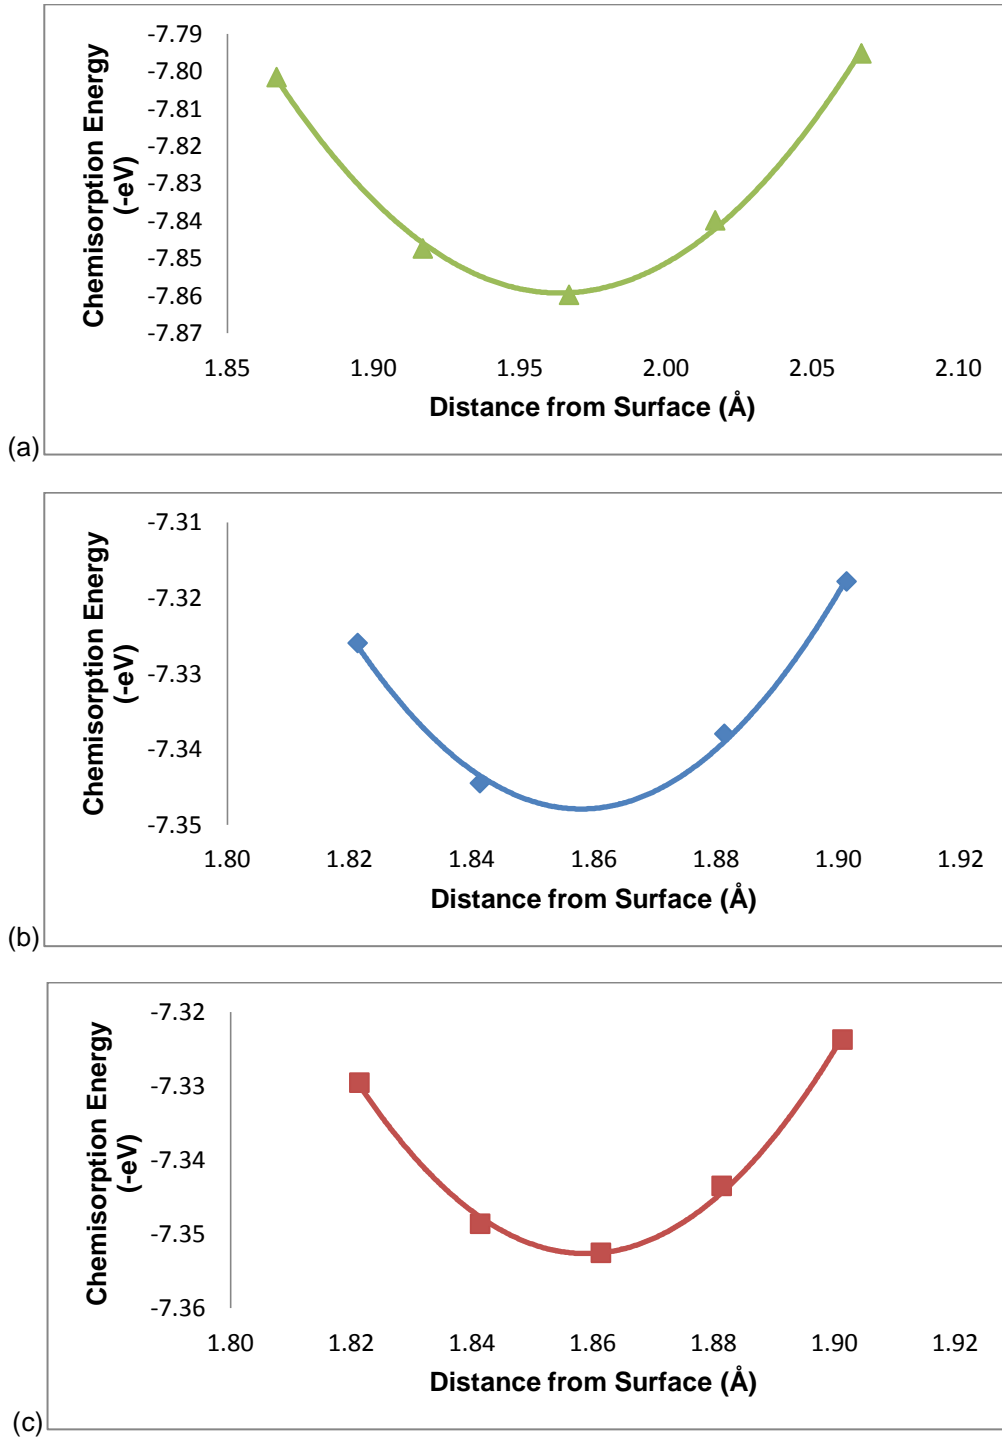 Chemisorption Energy
(-eV)
-7.79
-7.80
-7.81
-7.82
-7.83
-7.84
-7.85
-7.86
-7.87
1.85 1.90 1.95 2.00 2.05 2.10
Distance from Surface (Å)
(a)
Chemisorption Energy
(-eV)
-7.31
-7.32
-7.33
-7.34
-7.35
1.80 1.82 1.84 1.86 1.88 1.90 1.92
Distance from Surface (Å)
(b)
Chemisorption Energy
(-eV)
-7.32
-7.33
-7.34
-7.35
-7.36
1.80 1.82 1.84 1.86 1.88 1.90 1.92
Distance from Surface (Å)
(c)